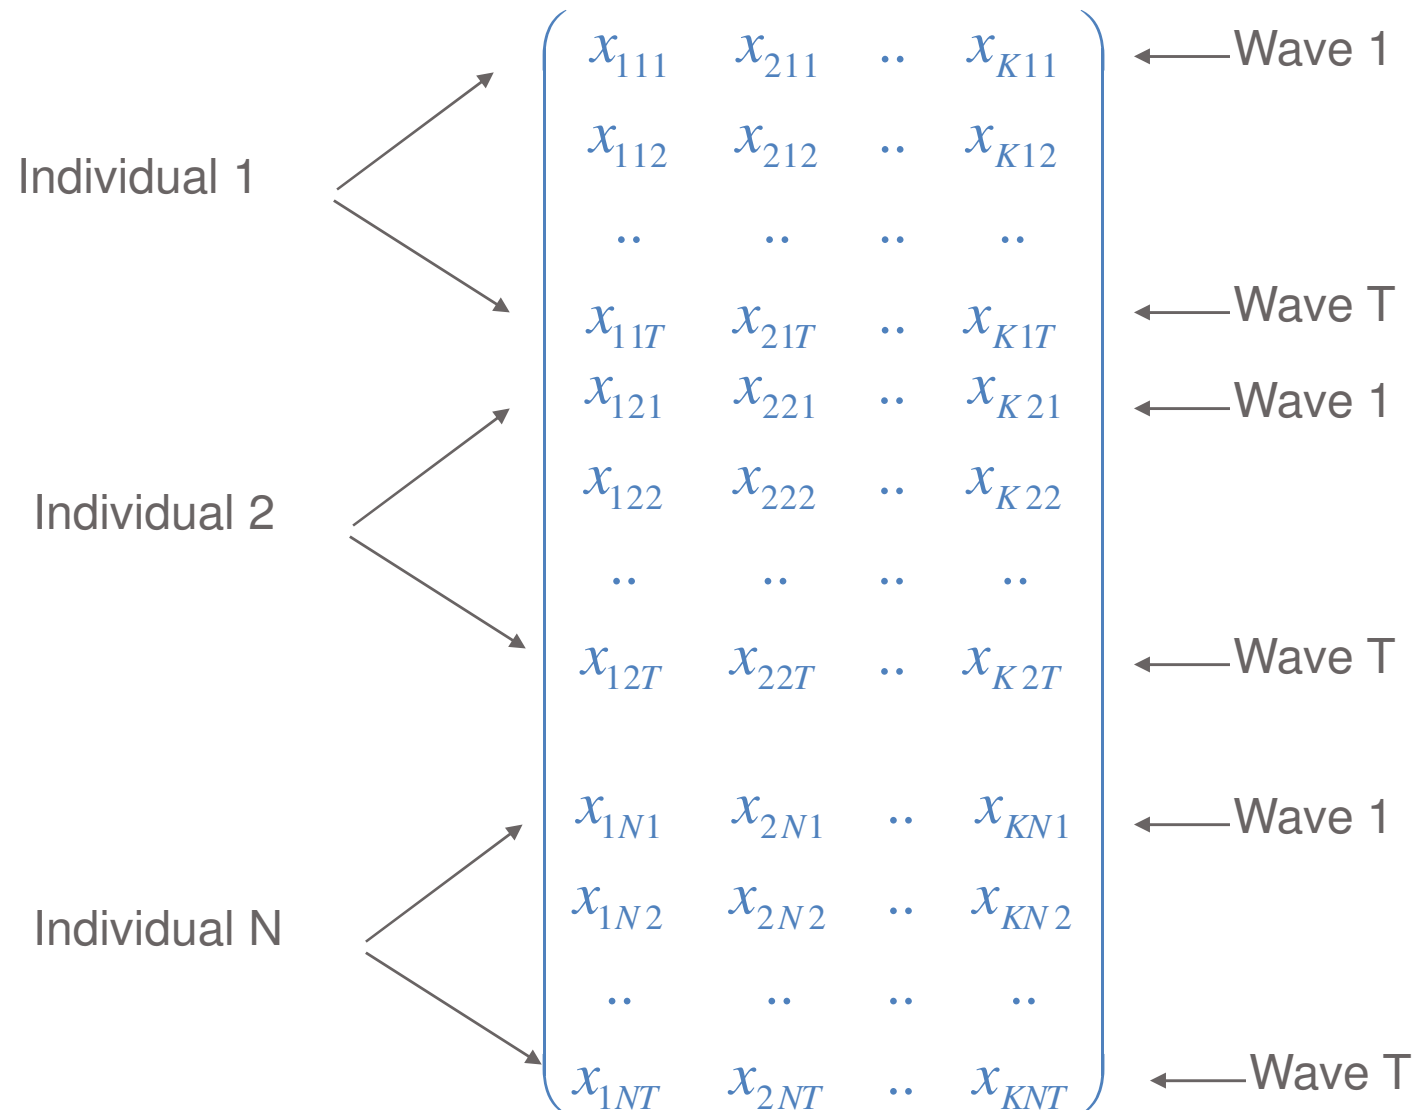 x111 x211 .. xK11 Wave 1
x112 x212 .. xK12
Individual 1
.. .. .. ..
x11T x21T .. xK1T Wave T
x121 x221 .. xK21 Wave 1
x122 x222 .. xK22
Individual 2
.. .. .. ..
x12T x22T .. xK2T Wave T
x1N1 x2N1 .. xKN1 Wave 1
x1N2 x2N2 .. xKN2
Individual N
.. .. .. ..
x1NT x2NT .. xKNT Wave T